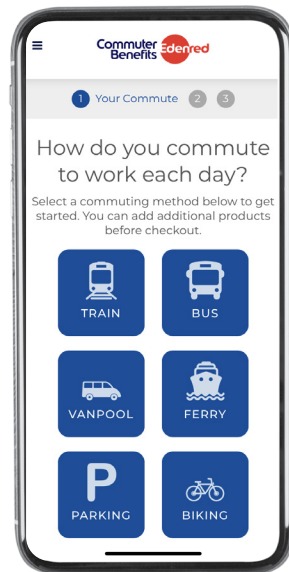 Commuter
Benefits
Edenred
1 Your Commute 2 3
How do you commute
to work each day?
Select a commuting method below to get
started. You can add additional products
before checkout.
TRAIN BUS
VANPOOL FERRY
P
PARKING BIKING